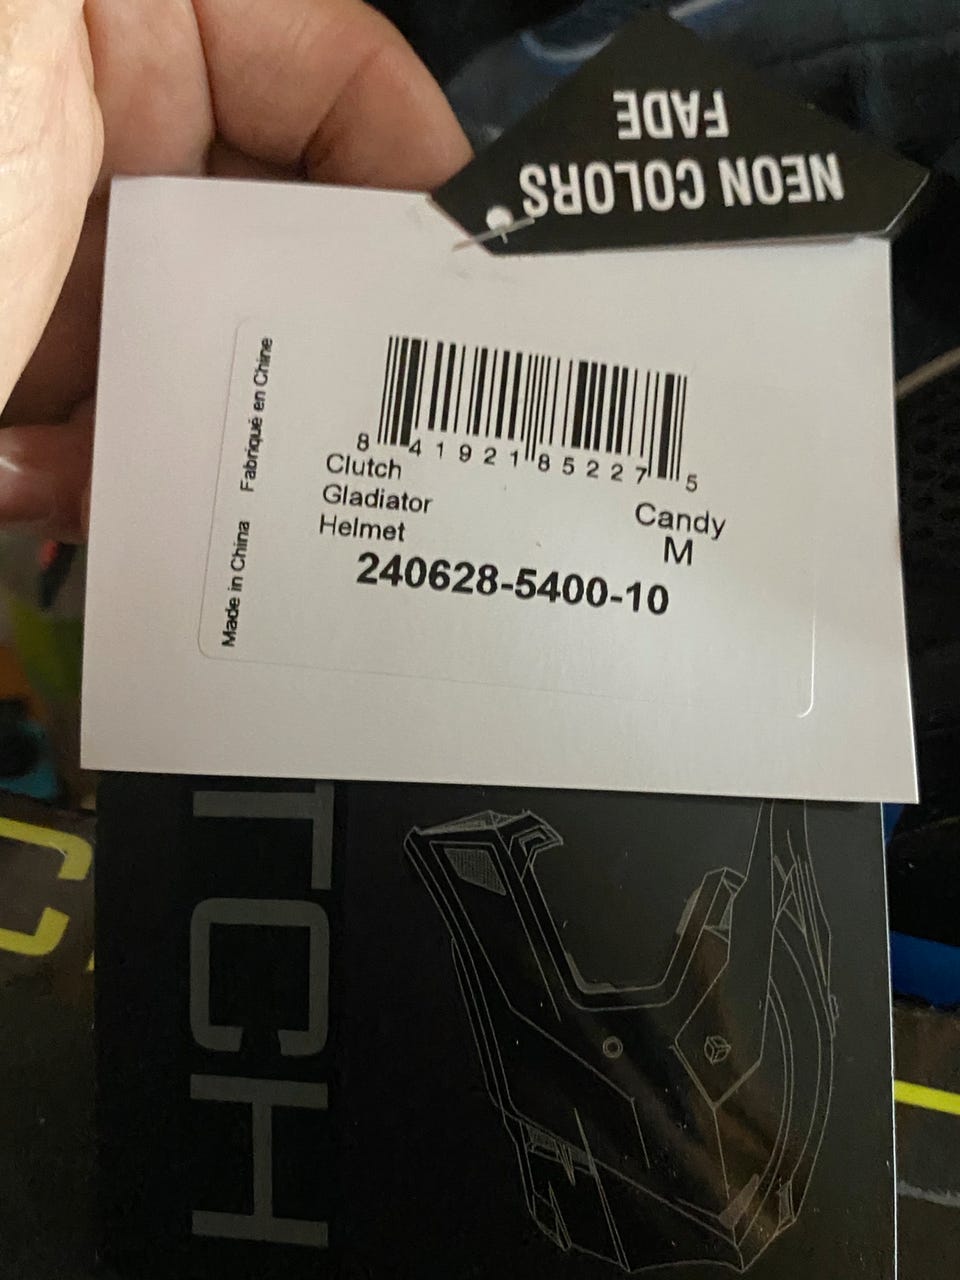 NEON COLORS
FADE
Made in China Fabriqué en Chine
8 41921 85227 5
Clutch
Gladiator
Helmet
Candy
M
240628-5400-10
TCH